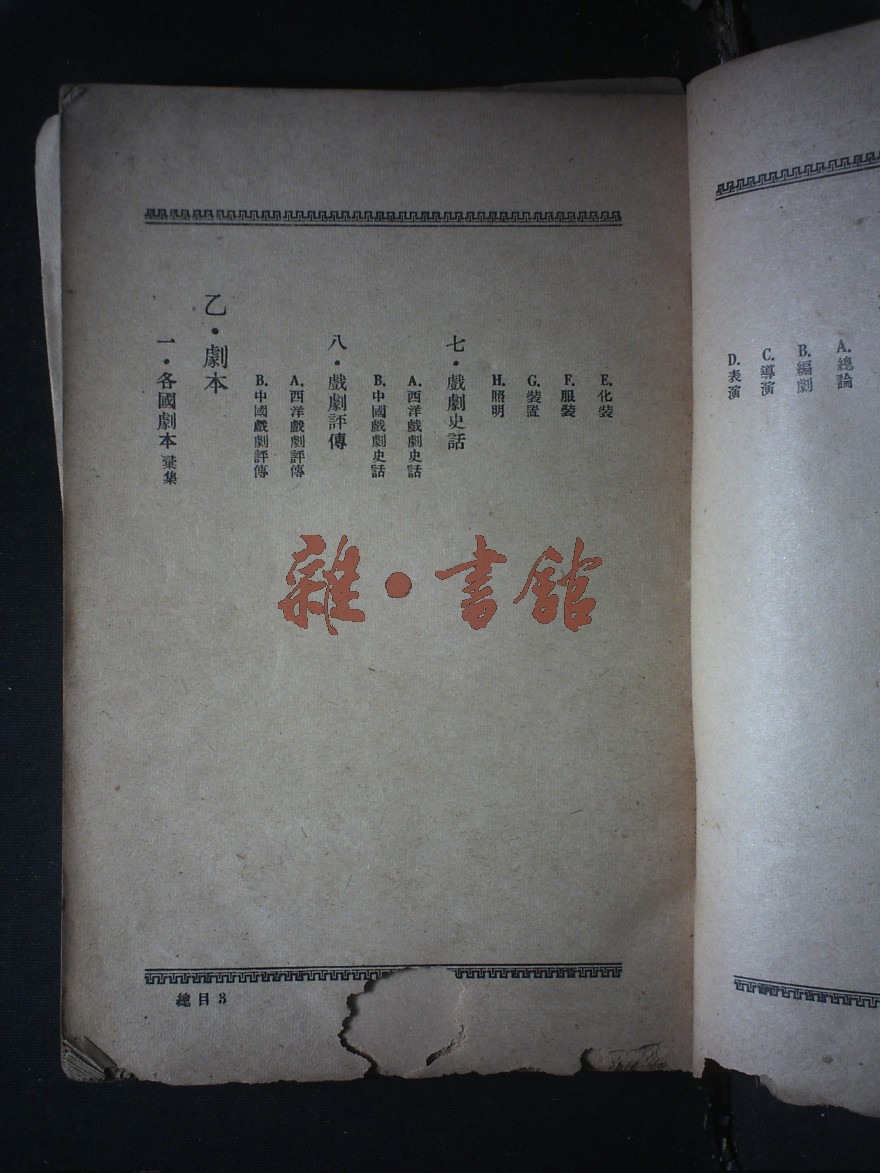 A.總論
B.編劇
C.導演
D.表演
E.化裝
F.服裝
G.裝置
H.照明
七・戲劇史話
A.西洋戲劇史話
B.中國戲劇史話
八・戲劇評傳
A.西洋戲劇評傳
B.中國戲劇評傳
乙・劇本
一・各國劇本彙集
總目3
雜・書館